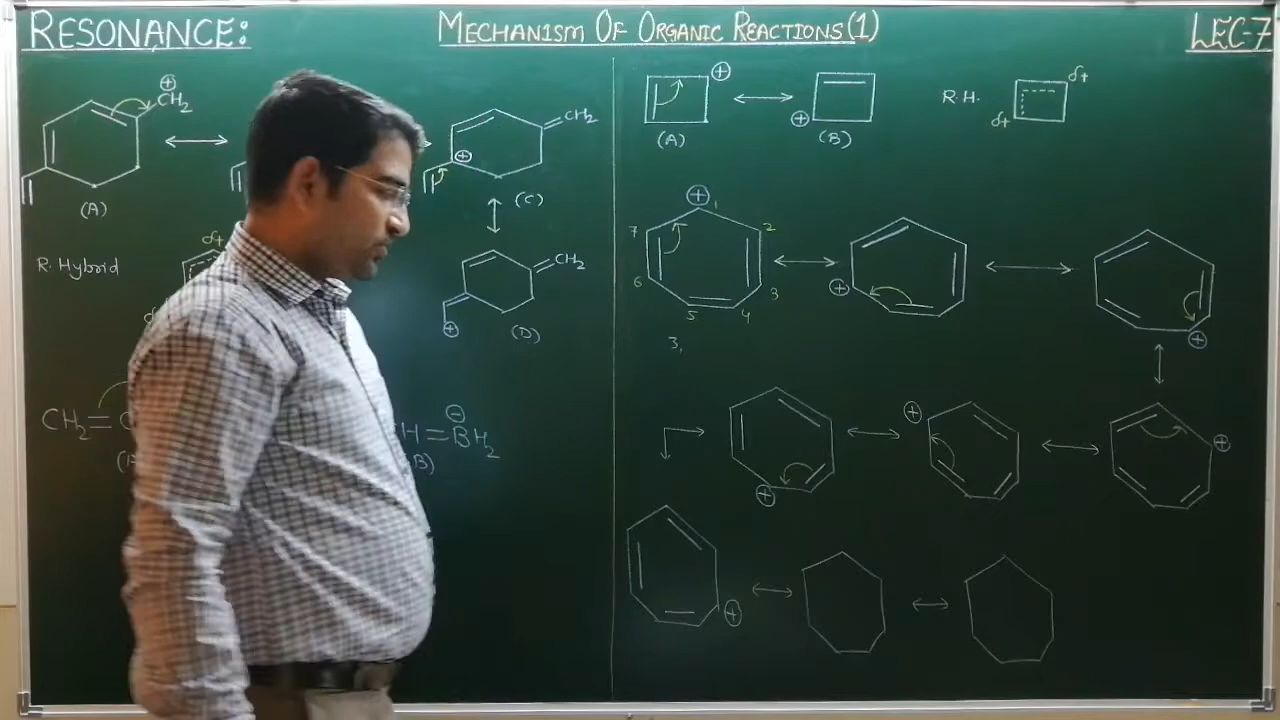 RESONANCE:
MECHANISM OF ORGANIC REACTIONS(1)
LEC-7
⊕
CH2
(A)
CH2
⊕
(C)
R. Hybrid
δ+
CH2
⊕
(D)
CH2=
⊖
H=BH2
B)
⊕
(A)
⊕
(B)
R.H.
δ+
δ+
⊕
1
2
3
4
5
6
7
3,
⊕
⊕
⊕
⊕
⊕
⊕